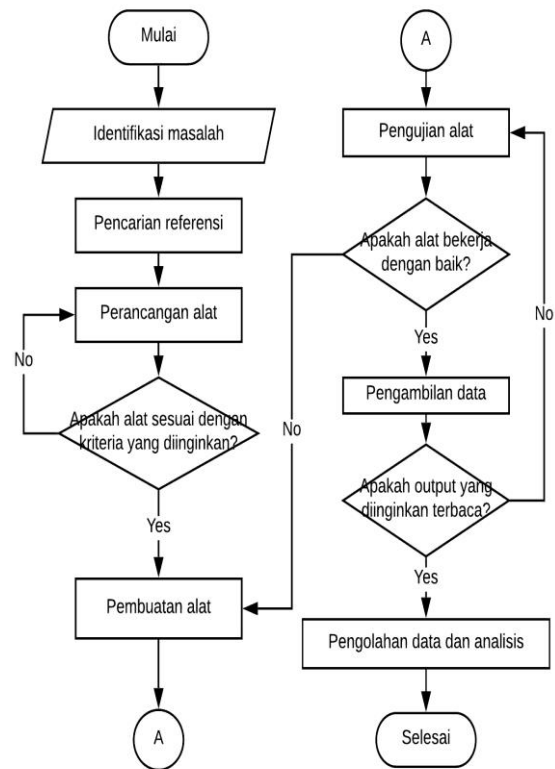 Mulai
Identifikasi masalah
Pencarian referensi
Perancangan alat
No
Apakah alat sesuai dengan
kriteria yang diinginkan?
Yes
Pembuatan alat
A
A
Pengujian alat
Apakah alat bekerja
dengan baik?
No
Yes
Pengambilan data
No
Apakah output yang
diinginkan terbaca?
Yes
Pengolahan data dan analisis
Selesai